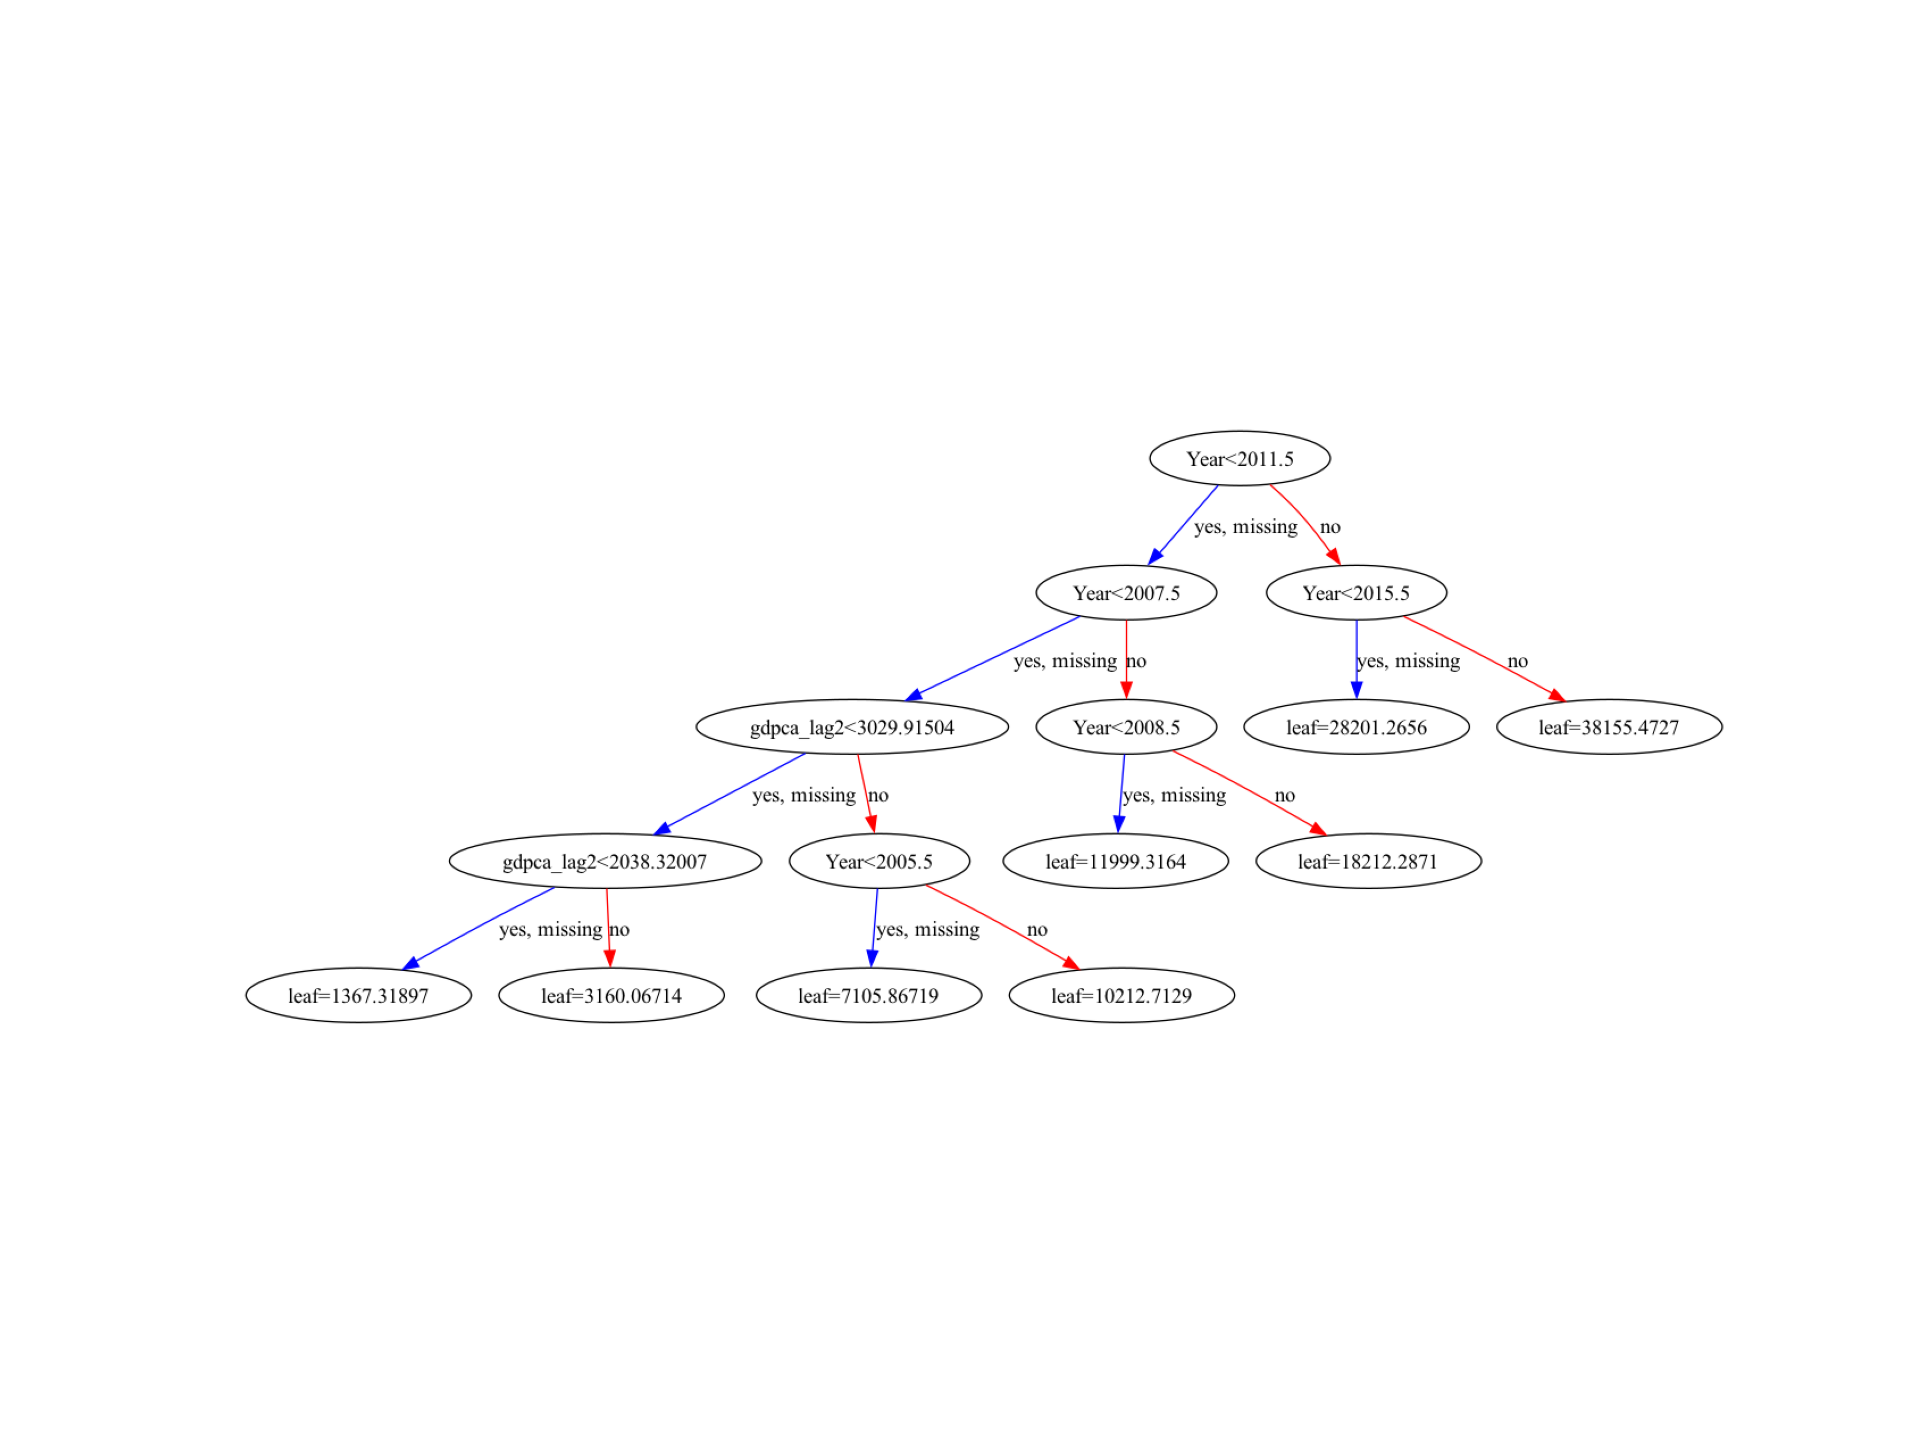 Year<2011.5
yes, missing
no
Year<2007.5
Year<2015.5
yes, missing
no
yes, missing
no
gdpca_lag2<3029.91504
Year<2008.5
leaf=28201.2656
leaf=38155.4727
yes, missing
no
yes, missing
no
gdpca_lag2<2038.32007
Year<2005.5
leaf=11999.3164
leaf=18212.2871
yes, missing
no
yes, missing
no
leaf=1367.31897
leaf=3160.06714
leaf=7105.86719
leaf=10212.7129